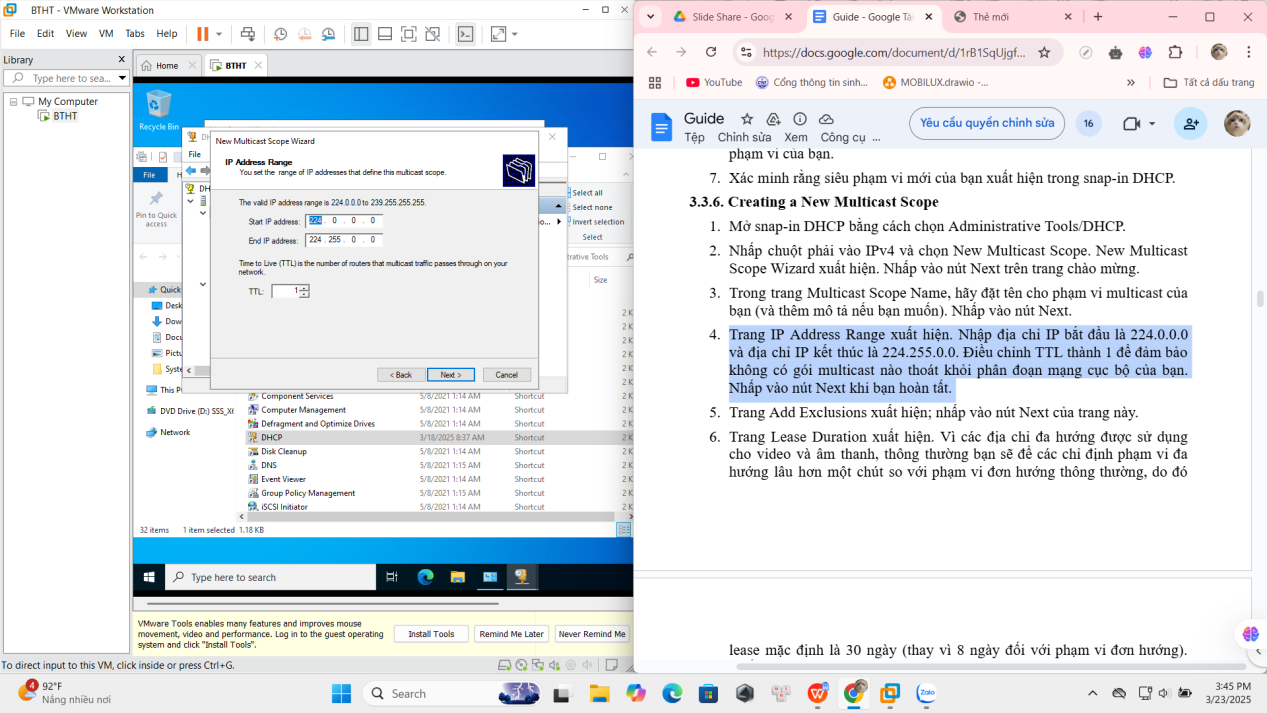 BTHT - VMware Workstation
File Edit View VM Tabs Help
Library
Type here to sea...
My Computer
BTHT
Home
BTHT
Recycle Bin
File
File
New Multicast Scope Wizard
IP Address Range
You set the range of IP addresses that define this multicast scope.
The valid IP address range is 224.0.0.0 to 239.255.255.255.
Start IP address: 224 . 0 . 0 . 0
End IP address: 224 . 255 . 0 . 0
Time to Live (TTL) is the number of routers that multicast traffic passes through on your
network.
TTL: 1
< Back Next > Cancel
Pin to Quick
access
Select all
Select none
Invert selection
Select
Size
Quick
DVD Drive (D:) SSS_X6
Network
Component Services 5/8/2021 1:14 AM Shortcut 2 K
Computer Management 5/8/2021 1:14 AM Shortcut 2 K
Defragment and Optimize Drives 5/8/2021 1:14 AM Shortcut 2 K
DHCP 3/18/2025 8:37 AM Shortcut 2 K
Disk Cleanup 5/8/2021 1:14 AM Shortcut 2 K
DNS 5/8/2021 1:14 AM Shortcut 2 K
Event Viewer 5/8/2021 1:14 AM Shortcut 2 K
Group Policy Management 5/8/2021 1:14 AM Shortcut 2 K
iSCSI Initiator 5/8/2021 1:14 AM Shortcut 2 K
32 items 1 item selected 1.18 KB
Type here to search
VMware Tools enables many features and improves mouse
movement, video and performance. Log in to the guest operating
system and click "Install Tools".
Install Tools Remind Me Later Never Remind Me
To direct input to this VM, click inside or press Ctrl+G.
Slide Share - Goog
Guide - Google Tà
Thẻ mới
https://docs.google.com/document/d/1rB1SqUjgf...
YouTube
Cổng thông tin sinh...
MOBILUX.drawio -...
Tất cả dấu trang
Guide
Tệp Chỉnh sửa Xem Công cụ ...
Yêu cầu quyền chỉnh sửa
16
phạm vi của bạn.
7. Xác minh rằng siêu phạm vi mới của bạn xuất hiện trong snap-in DHCP.
3.3.6. Creating a New Multicast Scope
1. Mở snap-in DHCP bằng cách chọn Administrative Tools/DHCP.
2. Nhấp chuột phải vào IPv4 và chọn New Multicast Scope. New Multicast
Scope Wizard xuất hiện. Nhấp vào nút Next trên trang chào mừng.
3. Trong trang Multicast Scope Name, hãy đặt tên cho phạm vi multicast của
bạn (và thêm mô tả nếu bạn muốn). Nhấp vào nút Next.
4. Trang IP Address Range xuất hiện. Nhập địa chỉ IP bắt đầu là 224.0.0.0
và địa chỉ IP kết thúc là 224.255.0.0. Điều chỉnh TTL thành 1 để đảm bảo
không có gói multicast nào thoát khỏi phân đoạn mạng cục bộ của bạn.
Nhấp vào nút Next khi bạn hoàn tất.
5. Trang Add Exclusions xuất hiện; nhấp vào nút Next của trang này.
6. Trang Lease Duration xuất hiện. Vì các địa chỉ đa hướng được sử dụng
cho video và âm thanh, thông thường bạn sẽ để các chỉ định phạm vi đa
hướng lâu hơn một chút so với phạm vi đơn hướng thông thường, do đó
lease mặc định là 30 ngày (thay vì 8 ngày đối với phạm vi đơn hướng).
92°F
Nắng nhiều nơi
Search
Zalo
3:45 PM
3/23/2025